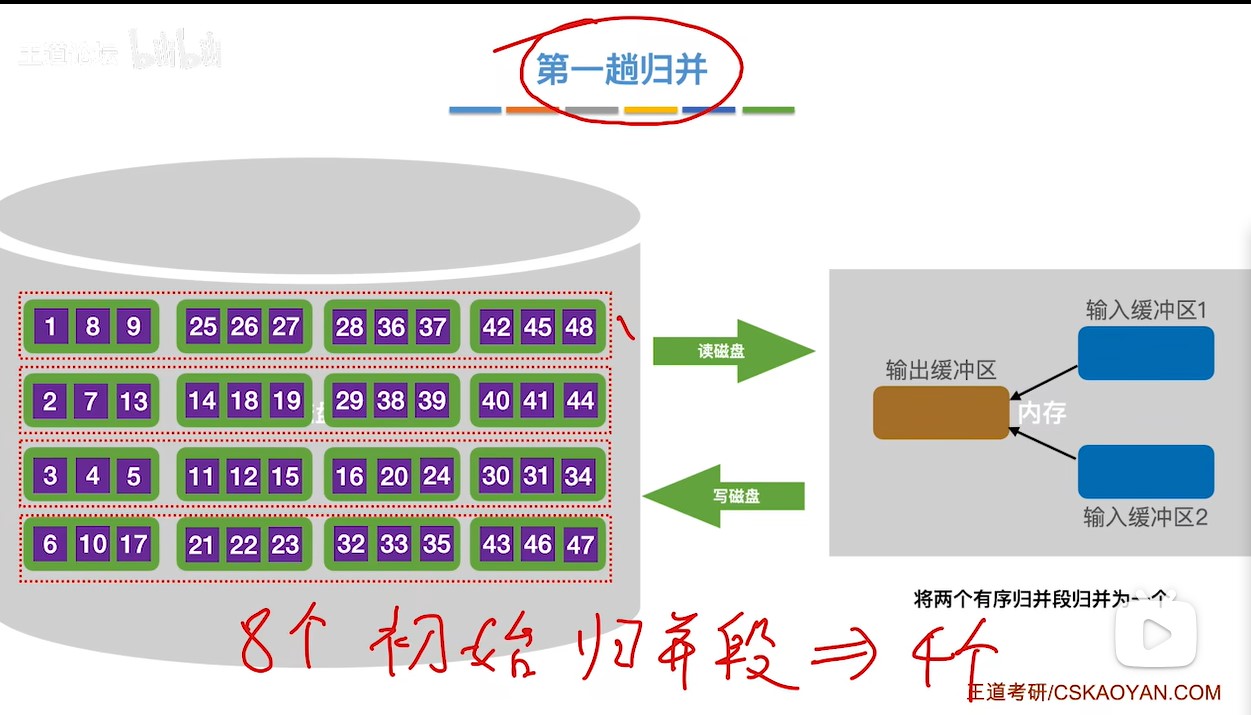 王道论坛 bilibili
第一趟归并
1 8 9 25 26 27 28 36 37 42 45 48
2 7 13 14 18 19 29 38 39 40 41 44
3 4 5 11 12 15 16 20 24 30 31 34
6 10 17 21 22 23 32 33 35 43 46 47
读磁盘
写磁盘
输入缓冲区1
输出缓冲区
内存
输入缓冲区2
将两个有序归并段归并为一个
8个 初始 归并段 ⇒ 4个
王道考研/CSKAOYAN.COM